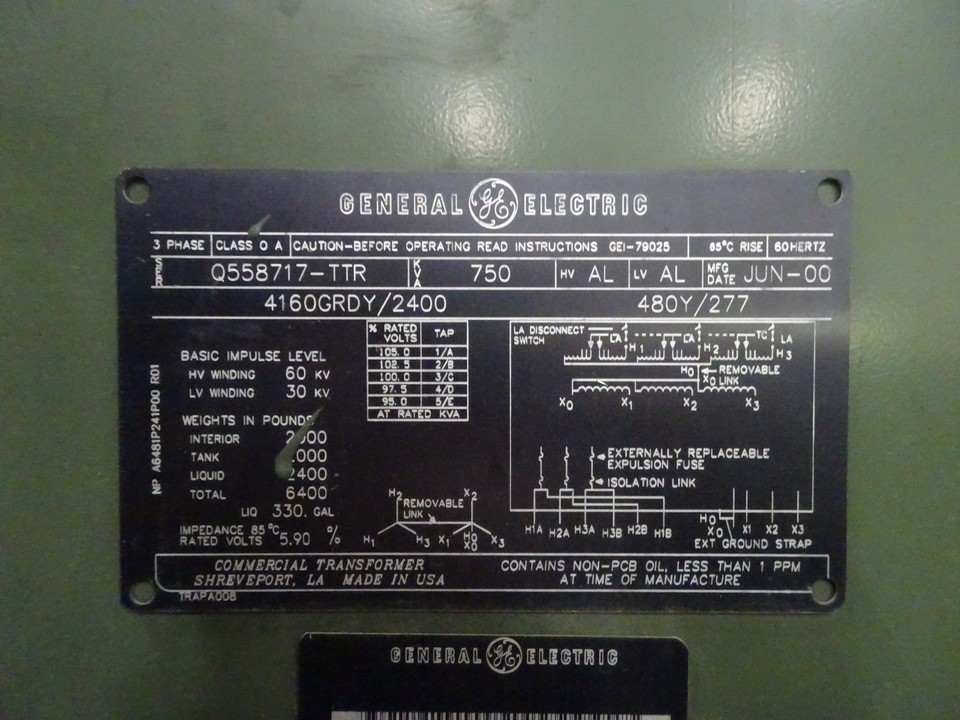 GENERAL GE ELECTRIC
3 PHASE CLASS O A CAUTION-BEFORE OPERATING READ INSTRUCTIONS GEI-79025 65°C RISE 60HERTZ
Q558717-TTR KVA 750 HV AL LV AL MFG DATE JUN-00
4160GRDY/2400 480Y/277
% RATED VOLTS TAP
105.0 1/A
102.5 2/B
100.0 3/C
97.5 4/D
95.0 5/E
AT RATED KVA
BASIC IMPULSE LEVEL
HV WINDING 60 KV
LV WINDING 30 KV
WEIGHTS IN POUNDS
INTERIOR
TANK
LIQUID 2400
TOTAL 6400
LIQ 330. GAL
IMPEDANCE 85°C
RATED VOLTS 5.90 %
NP A6481P241P00 R01
H2 X2
REMOVABLE
LINK
H1 H3 X1 H0 X0 X3
LA DISCONNECT
SWITCH
LA TC LA
H1 H2 H3
H0 REMOVABLE
X0 LINK
X0 X1 X2 X3
EXTERNALLY REPLACEABLE
EXPULSION FUSE
ISOLATION LINK
H1A H2A H3A H3B H2B H1B H0 X0 X1 X2 X3
EXT GROUND STRAP
COMMERCIAL TRANSFORMER
SHREVEPORT, LA MADE IN USA
CONTAINS NON-PCB OIL, LESS THAN 1 PPM
AT TIME OF MANUFACTURE
TRAPA008
GENERAL GE ELECTRIC